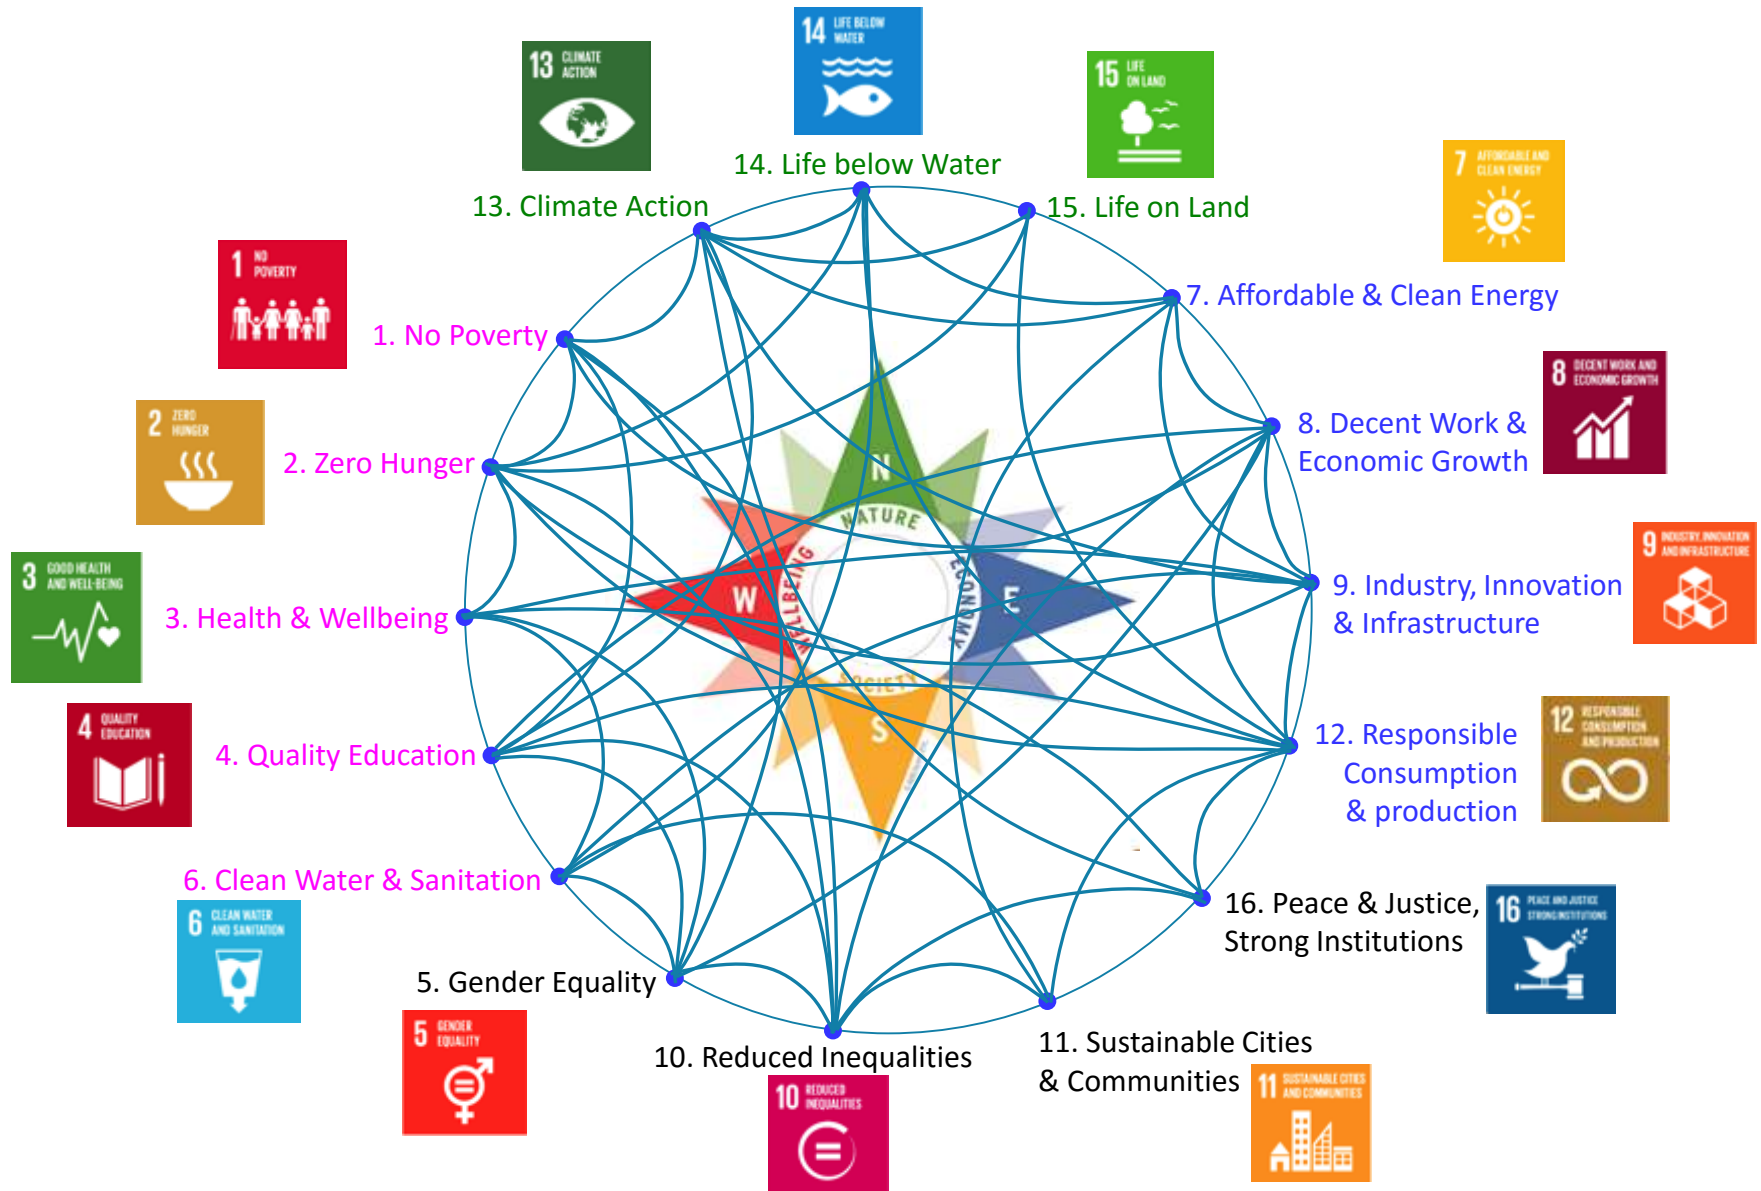 14 LIFE BELOW
WATER
13 CLIMATE
ACTION
15 LIFE
ON LAND
14. Life below Water
7 AFFORDABLE AND
CLEAN ENERGY
13. Climate Action
15. Life on Land
1 NO
POVERTY
7. Affordable & Clean Energy
1. No Poverty
8 DECENT WORK AND
ECONOMIC GROWTH
2 ZERO
HUNGER
8. Decent Work &
Economic Growth
2. Zero Hunger
N
NATURE
9 INDUSTRY, INNOVATION
AND INFRASTRUCTURE
3 GOOD HEALTH
AND WELL-BEING
WELLBEING
ECONOMY
W
E
9. Industry, Innovation
& Infrastructure
3. Health & Wellbeing
SOCIETY
S
4 QUALITY
EDUCATION
12 RESPONSIBLE
CONSUMPTION
AND PRODUCTION
4. Quality Education
12. Responsible
Consumption
& production
6. Clean Water & Sanitation
6 CLEAN WATER
AND SANITATION
16. Peace & Justice,
Strong Institutions
16 PEACE AND JUSTICE
STRONG INSTITUTIONS
5. Gender Equality
5 GENDER
EQUALITY
10. Reduced Inequalities
11. Sustainable Cities
& Communities
10 REDUCED
INEQUALITIES
11 SUSTAINABLE CITIES
AND COMMUNITIES